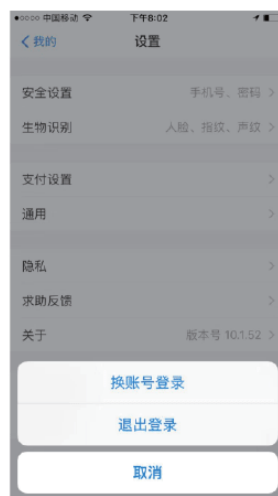 中国移动 下午8:02
我的 设置
安全设置 手机号、密码
生物识别 人脸、指纹、声纹
支付设置
通用
隐私
求助反馈
关于 版本号 10.1.52
换账号登录
退出登录
取消